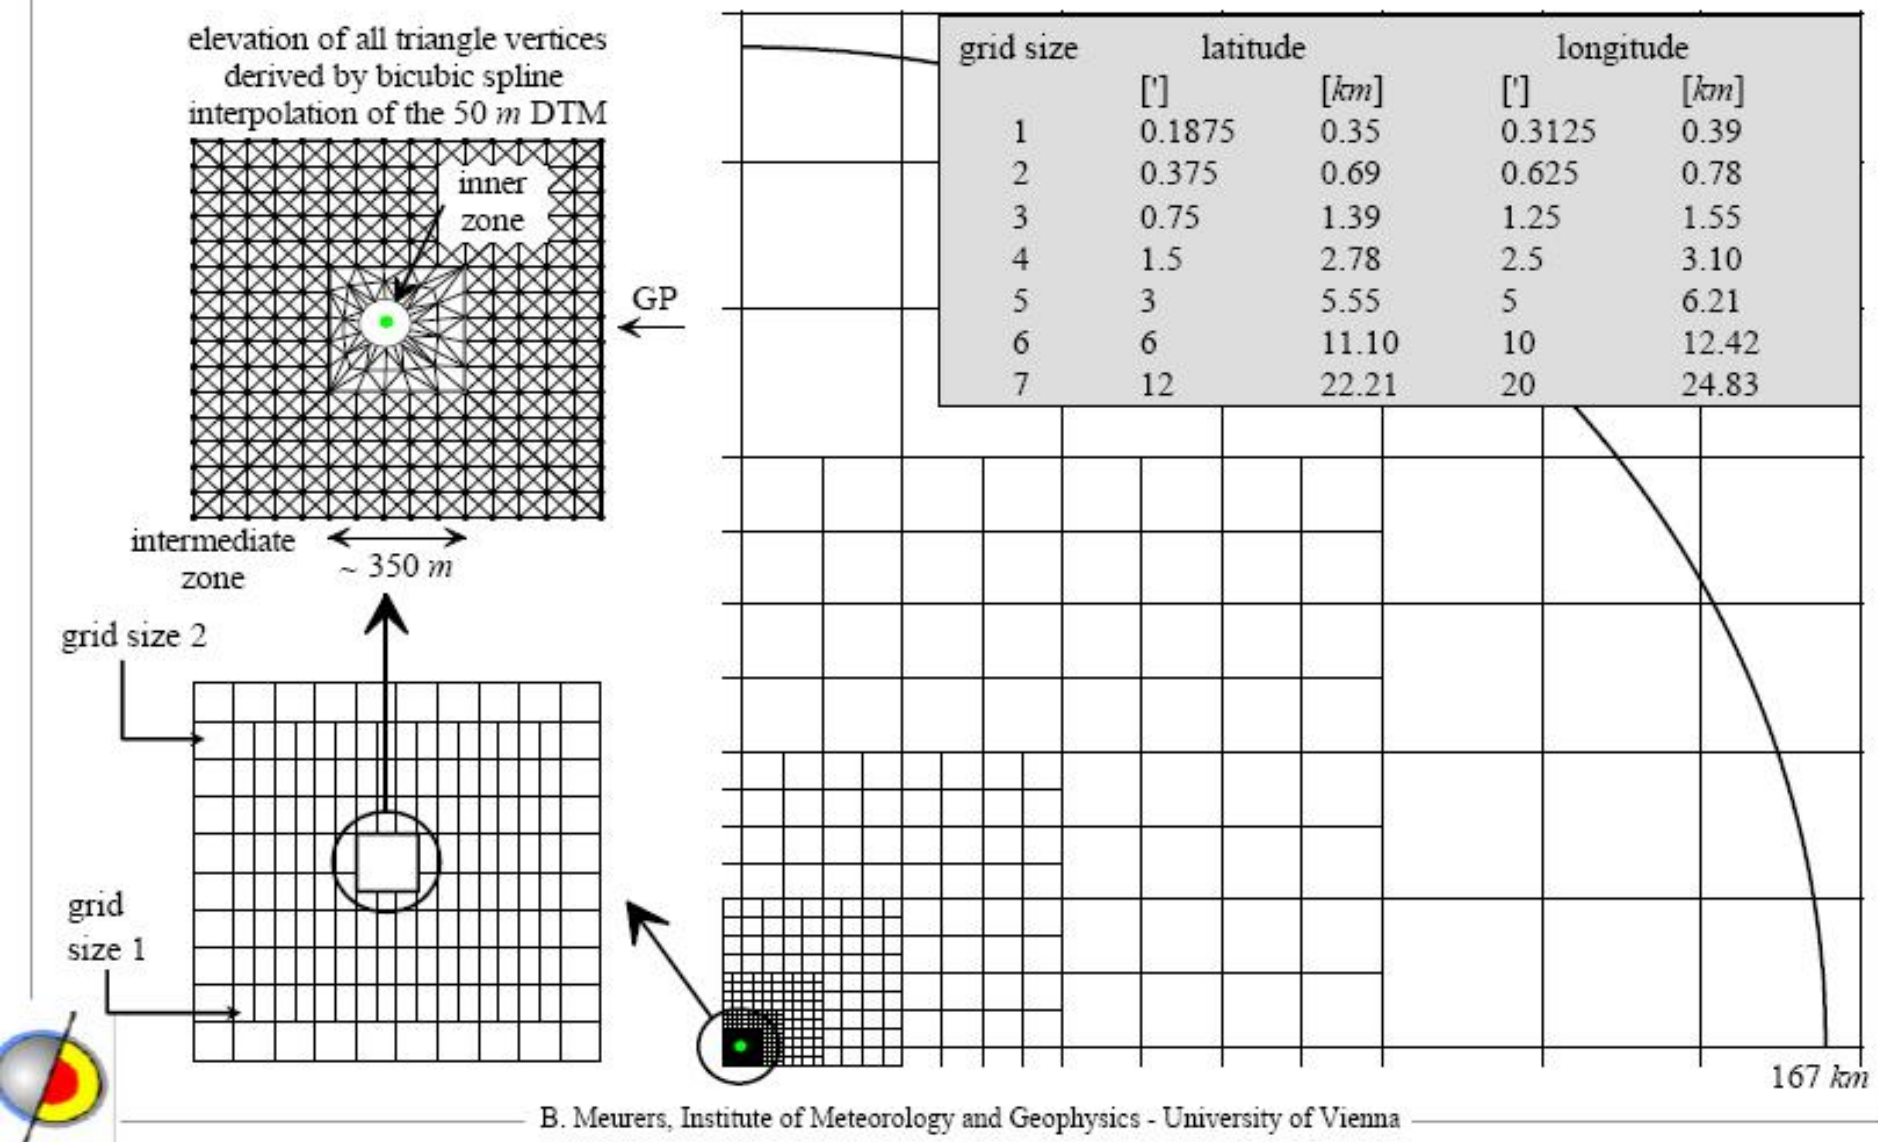 elevation of all triangle vertices
derived by bicubic spline
interpolation of the 50 m DTM
inner
zone
GP
intermediate
zone
~ 350 m
grid size 2
grid
size 1
grid size latitude longitude
['] [km] ['] [km]
1 0.1875 0.35 0.3125 0.39
2 0.375 0.69 0.625 0.78
3 0.75 1.39 1.25 1.55
4 1.5 2.78 2.5 3.10
5 3 5.55 5 6.21
6 6 11.10 10 12.42
7 12 22.21 20 24.83
167 km
B. Meurers, Institute of Meteorology and Geophysics - University of Vienna